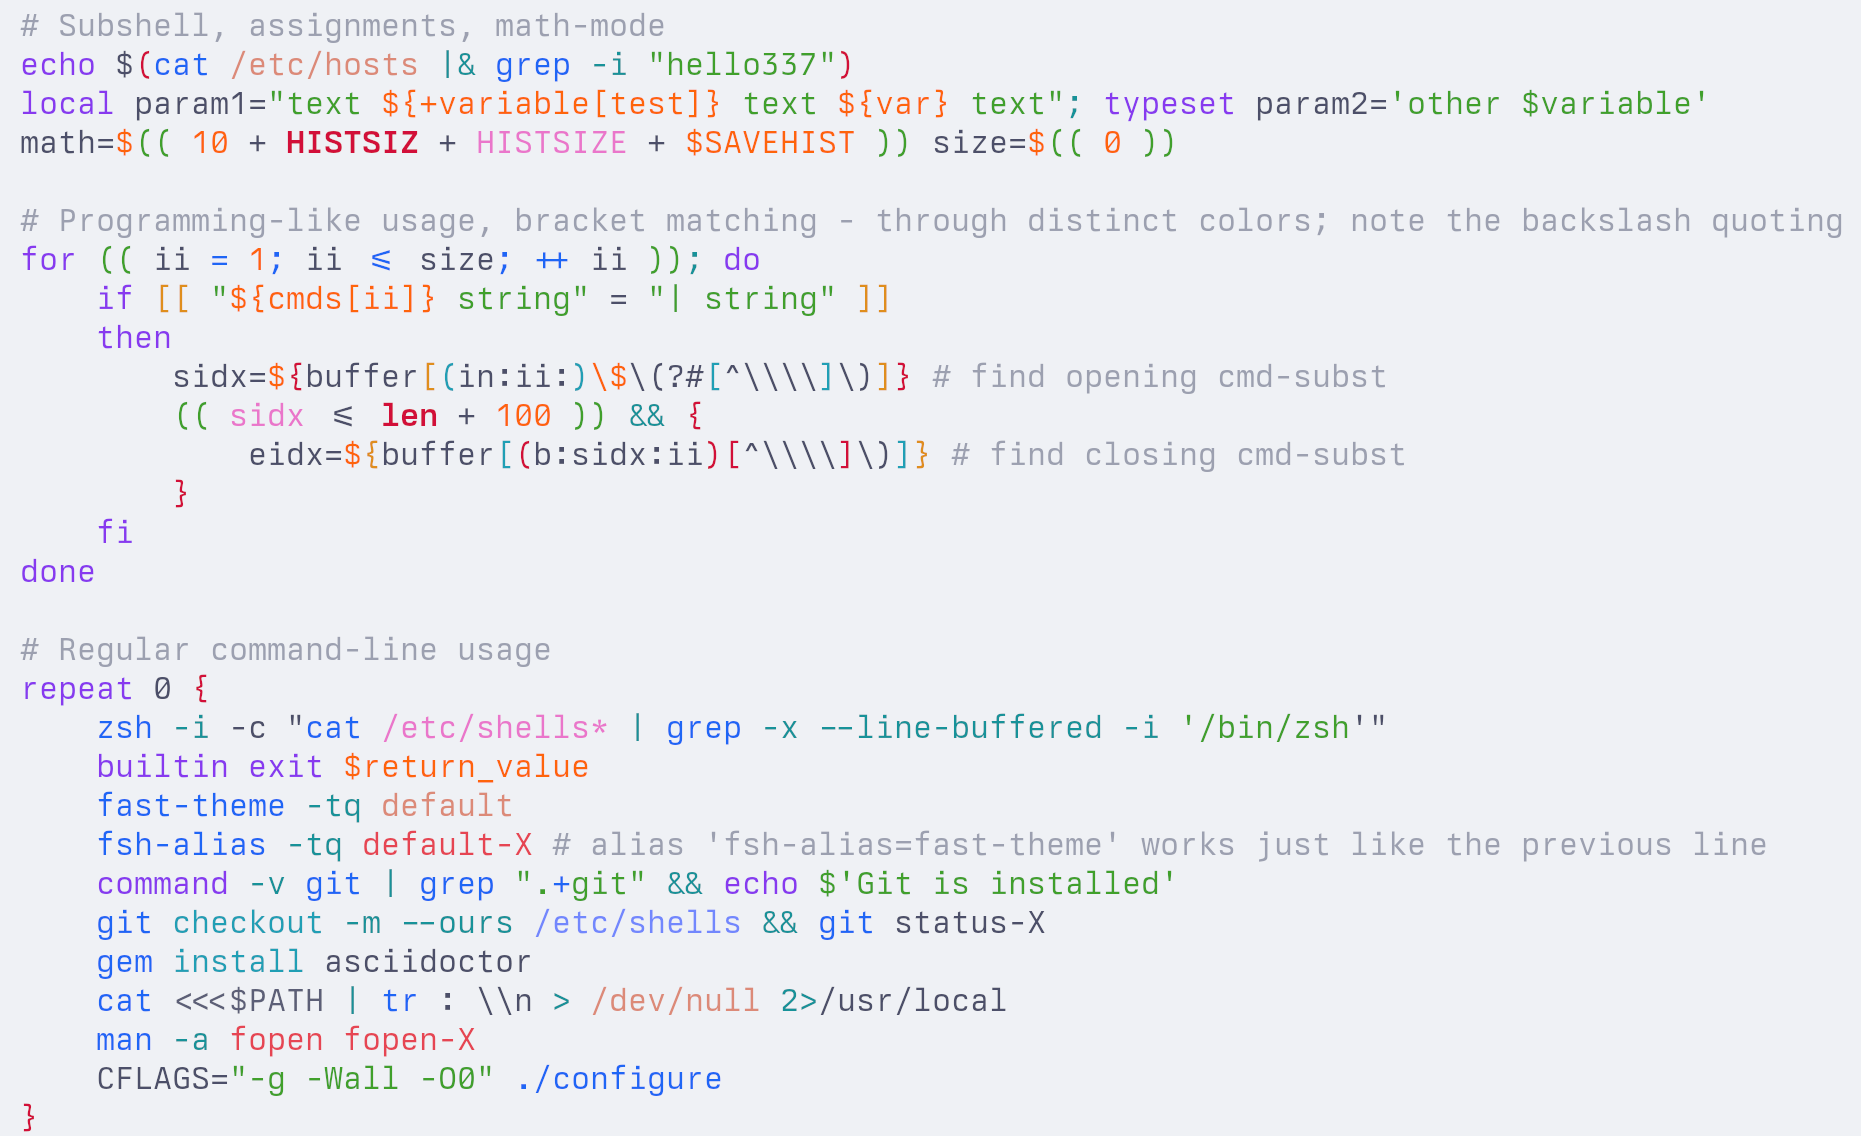 # Subshell, assignments, math-mode
echo $(cat /etc/hosts |& grep -i "hello337")
local param1="text ${+variable[test]} text ${var} text"; typeset param2='other $variable'
math=$(( 10 + HISTSIZ + HISTSIZE + $SAVEHIST )) size=$(( 0 ))

# Programming-like usage, bracket matching - through distinct colors; note the backslash quoting
for (( ii = 1; ii <= size; ++ ii )); do
    if [[ "${cmds[ii]} string" = "| string" ]]
    then
        sidx=${buffer[(in:ii:)\$\(?#[^\\\\]\)]} # find opening cmd-subst
        (( sidx <= len + 100 )) && {
            eidx=${buffer[(b:sidx:ii)[^\\\\]\)]} # find closing cmd-subst
        }
    fi
done

# Regular command-line usage
repeat 0 {
    zsh -i -c "cat /etc/shells* | grep -x --line-buffered -i '/bin/zsh'"
    builtin exit $return_value
    fast-theme -tq default
    fsh-alias -tq default-X # alias 'fsh-alias=fast-theme' works just like the previous line
    command -v git | grep ".+git" && echo $'Git is installed'
    git checkout -m --ours /etc/shells && git status-X
    gem install asciidoctor
    cat <<<$PATH | tr : \\n > /dev/null 2>/usr/local
    man -a fopen fopen-X
    CFLAGS="-g -Wall -O0" ./configure
}